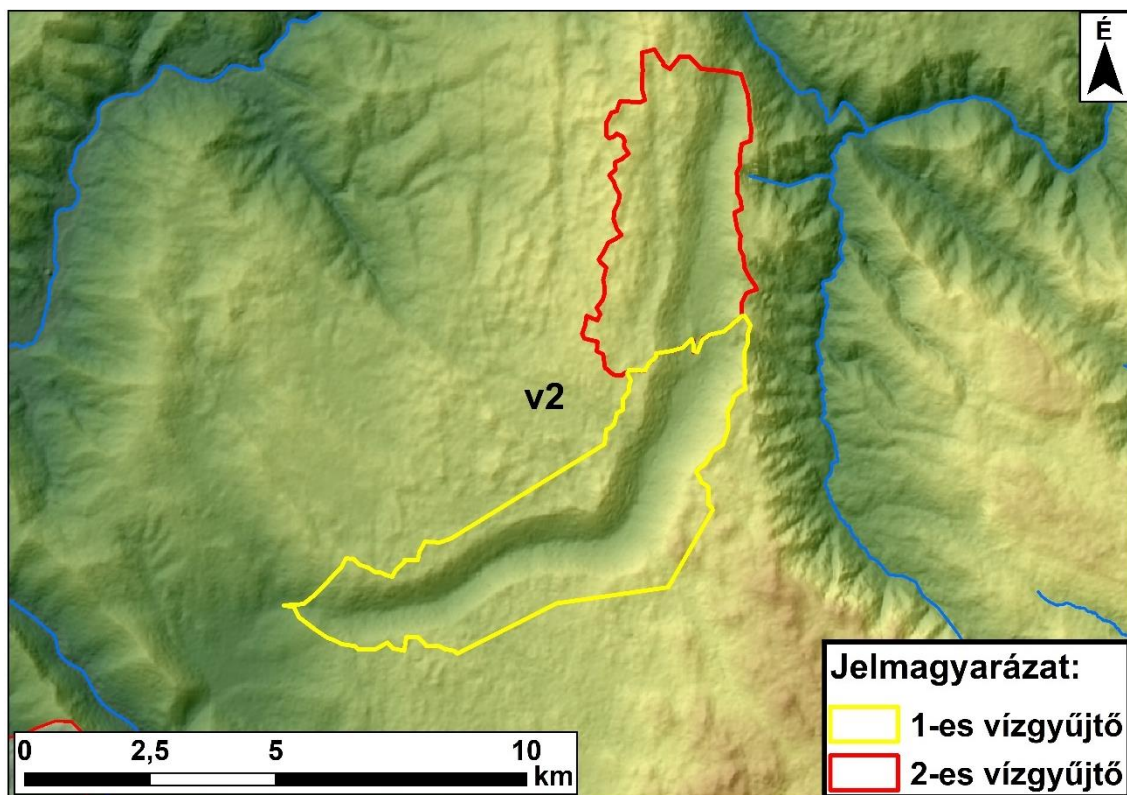 É
v2
Jelmagyarázat:
1-es vízgyűjtő
2-es vízgyűjtő
0 2,5 5 10
km